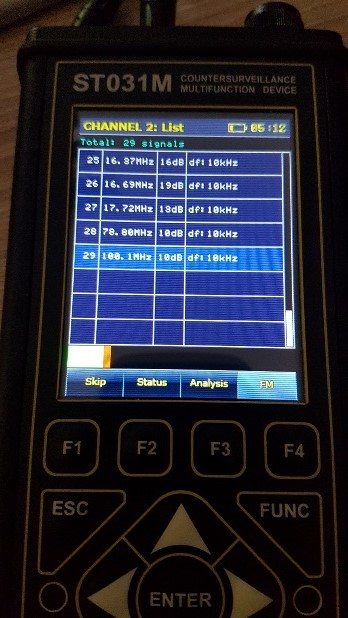 ST031M COUNTERSURVEILLANCE
MULTIFUNCTION DEVICE
CHANNEL 2: List 05:12
Total: 29 signals
25 16.37MHz 16dB df:10kHz
26 16.69MHz 19dB df:10kHz
27 17.72MHz 13dB df:10kHz
28 78.80MHz 10dB df:10kHz
29 100.1MHz 10dB df:10kHz
Skip Status Analysis FM
F1 F2 F3 F4
ESC FUNC
ENTER